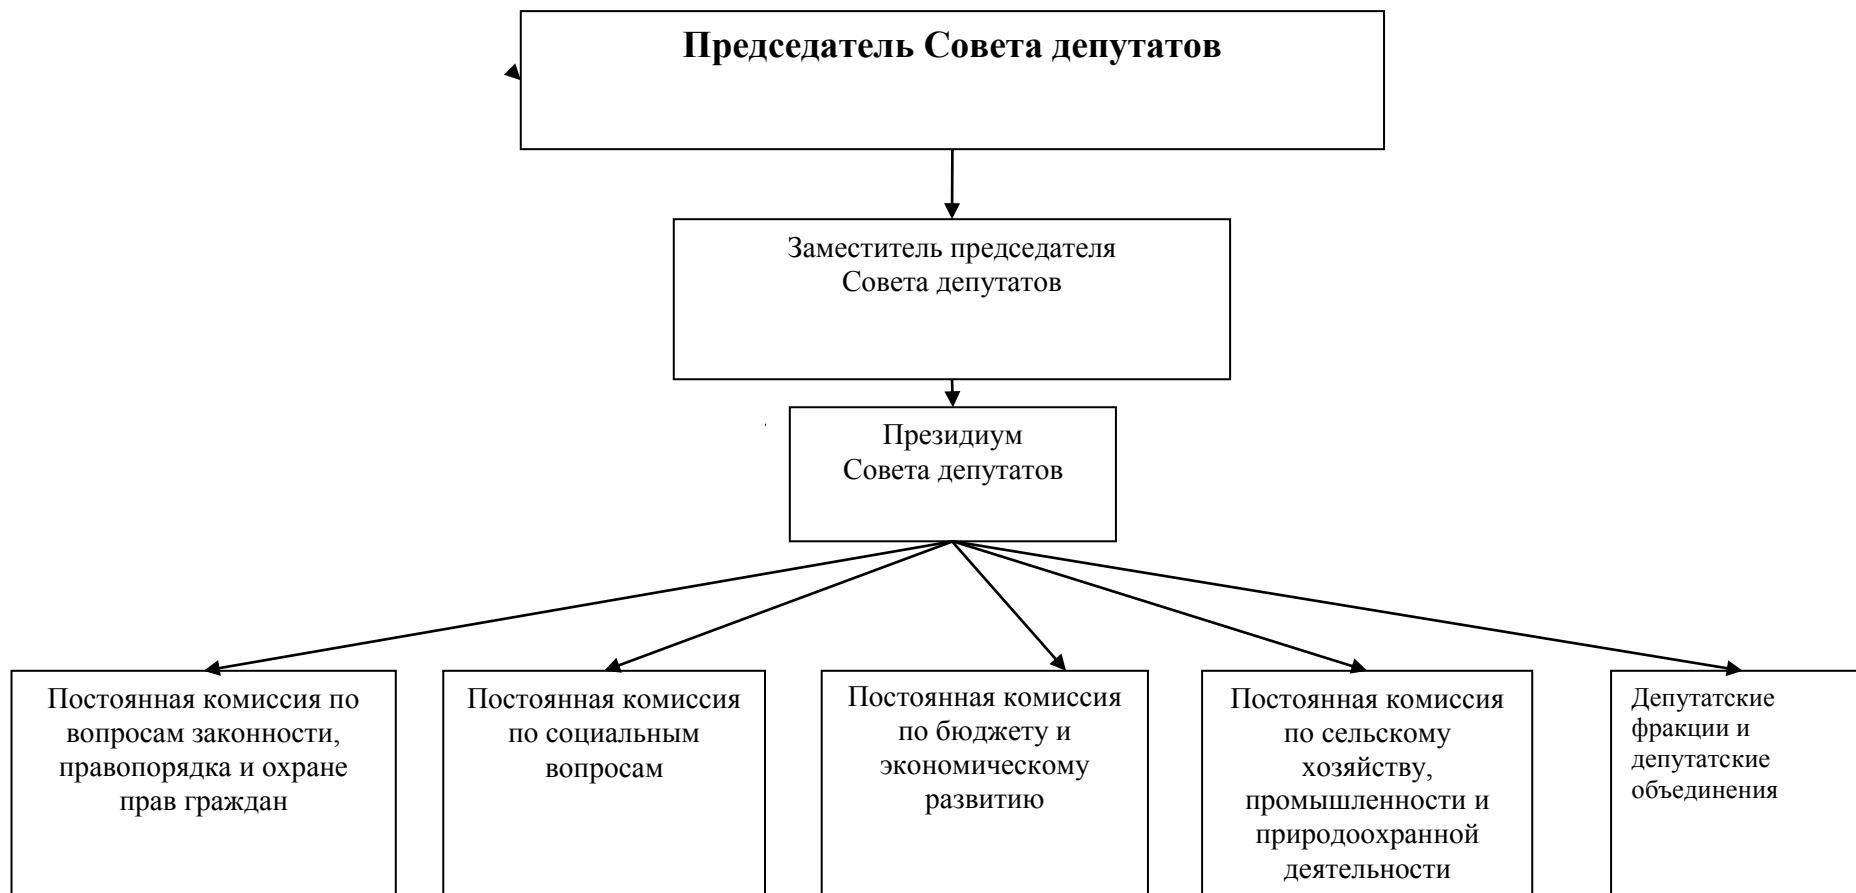 Председатель Совета депутатов
Заместитель председателя
Совета депутатов
Президиум
Совета депутатов
Постоянная комиссия по
вопросам законности,
правопорядка и охране
прав граждан
Постоянная комиссия
по социальным
вопросам
Постоянная комиссия
по бюджету и
экономическому
развитию
Постоянная комиссия
по сельскому
хозяйству,
промышленности и
природоохранной
деятельности
Депутатские
фракции и
депутатские
объединения